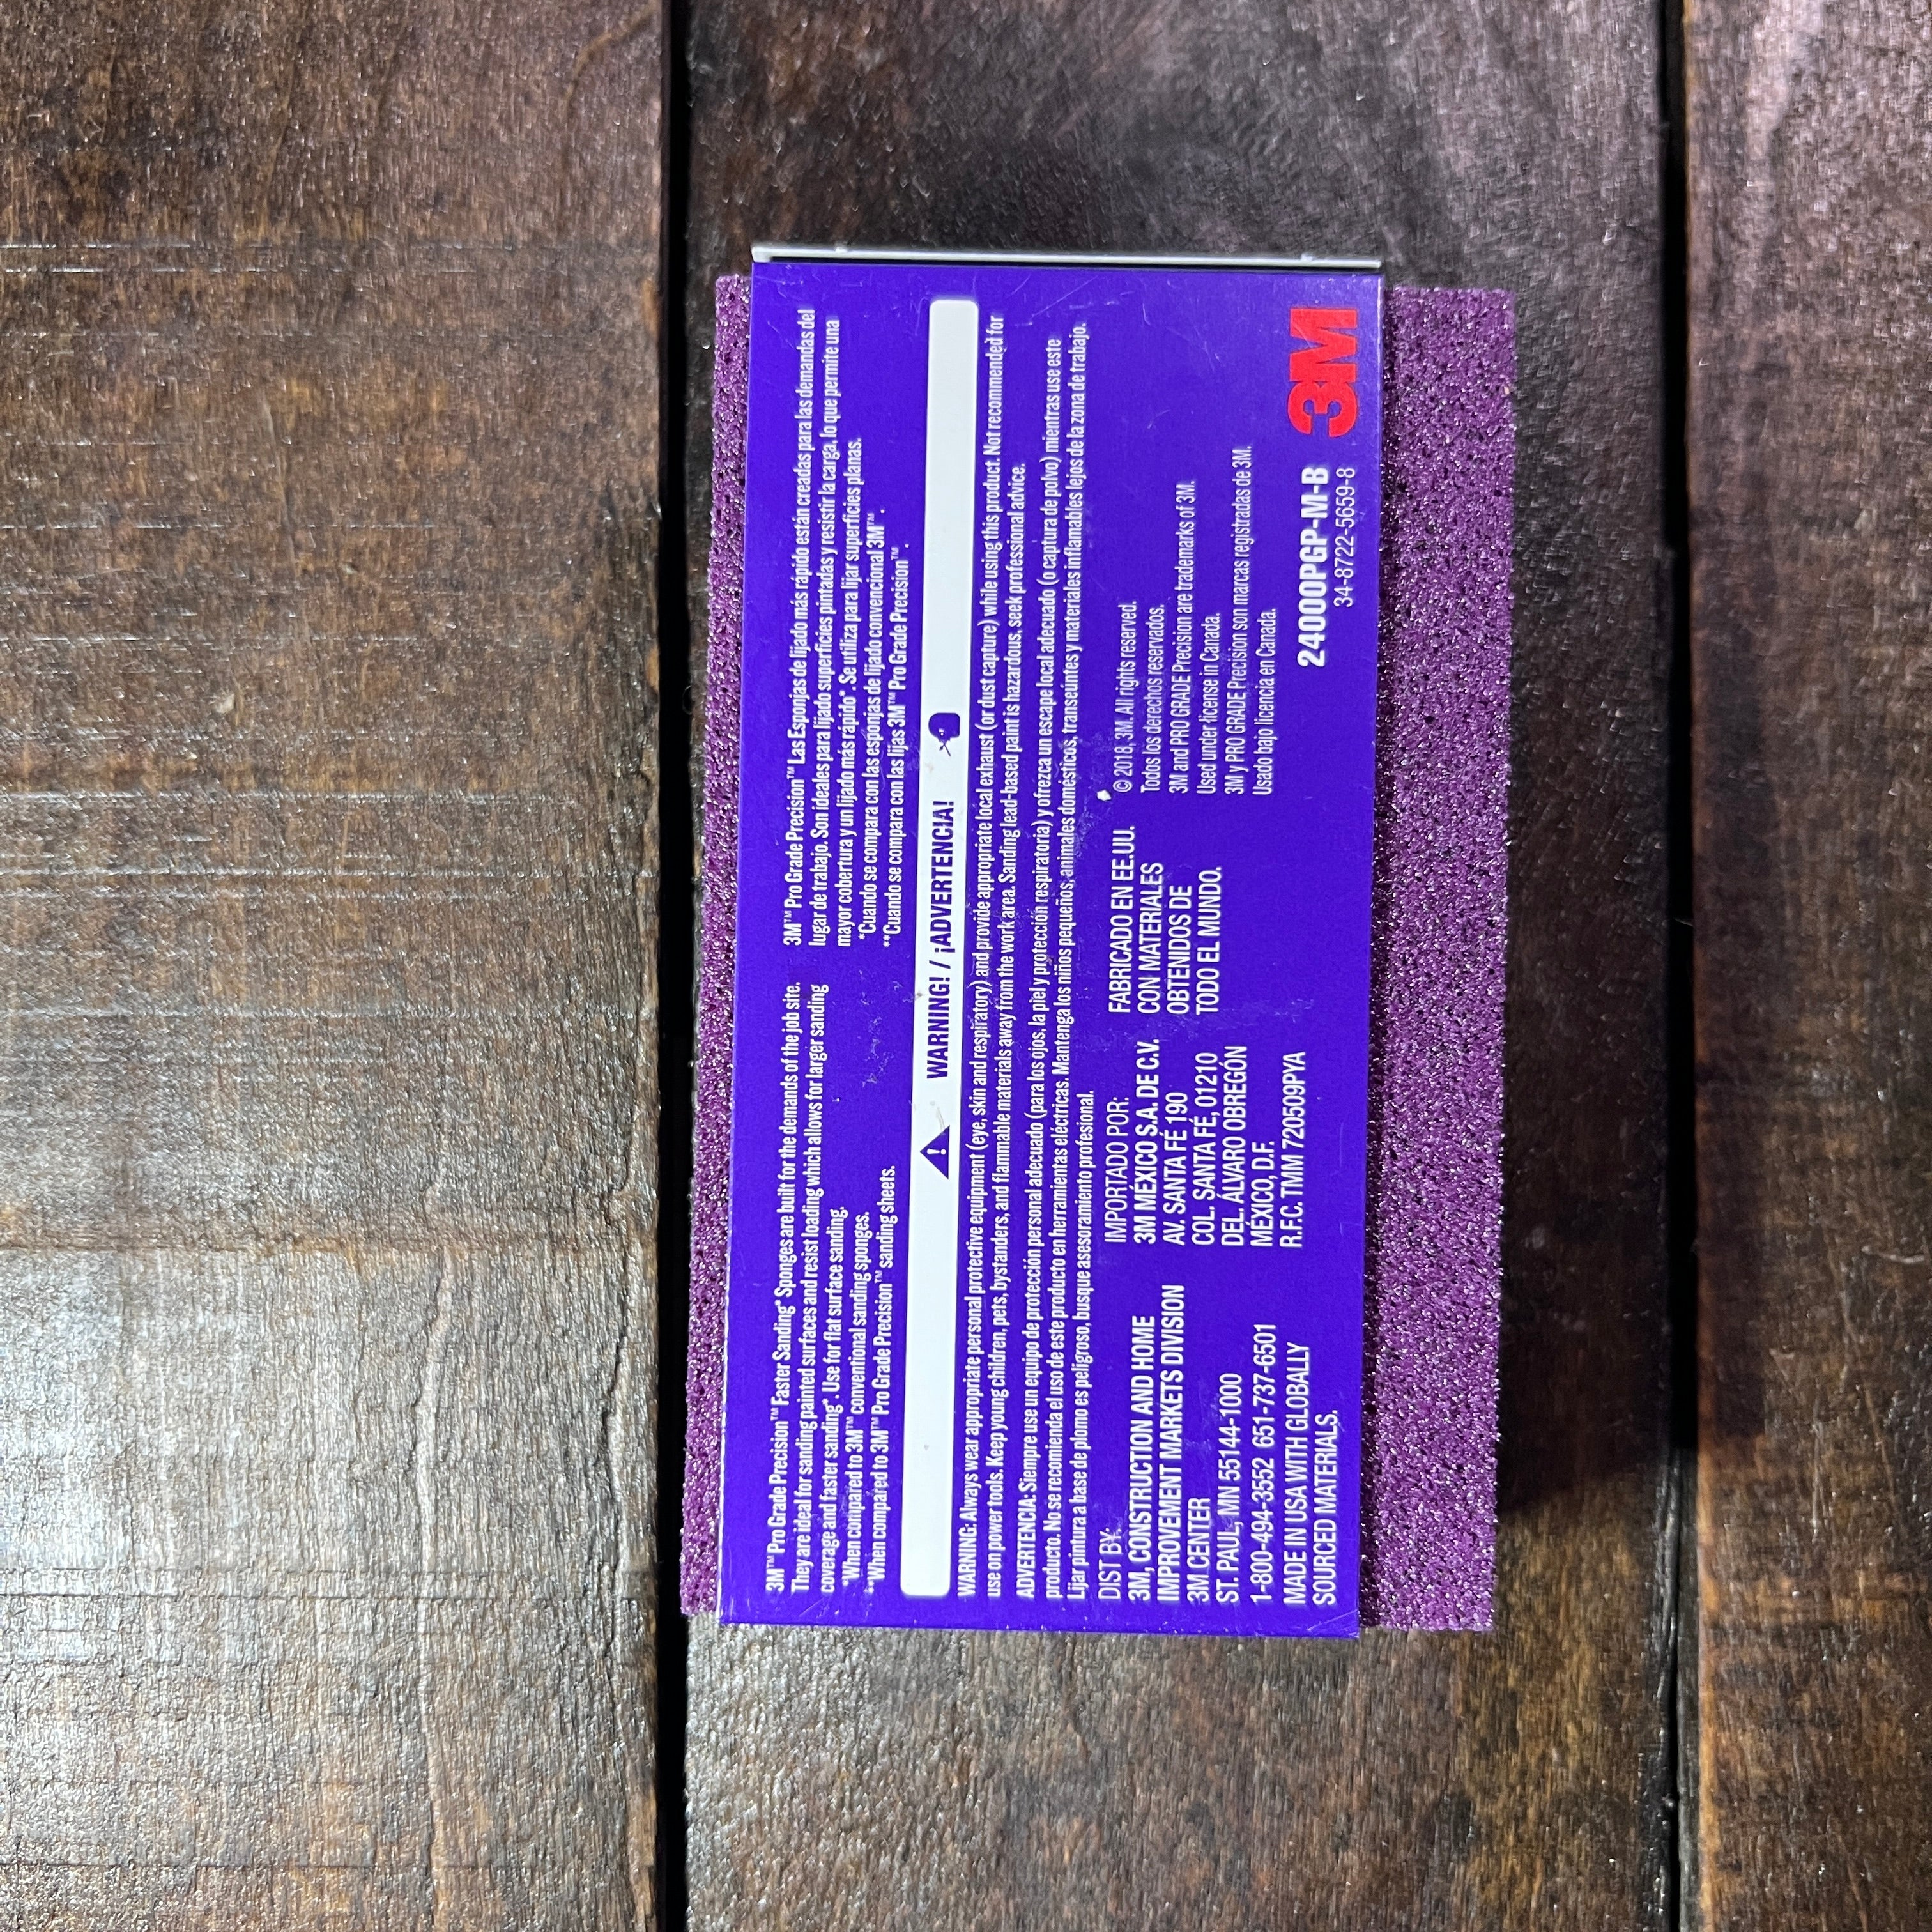 3M™ Pro Grade Precision™ Faster Sanding* Sponges are built for the demands of the job site.
They are ideal for sanding painted surfaces and resist loading which allows for larger sanding
coverage and faster sanding*. Use for flat surface sanding.
*When compared to 3M™ conventional sanding sponges.
**When compared to 3M™ Pro Grade Precision™ sanding sheets.
3M™ Pro Grade Precision™ Las Esponjas de lijado más rápido están creadas para las demandas del
lugar de trabajo. Son ideales para lijado superficies pintadas y resistir la carga, lo que permite una
mayor cobertura y un lijado más rápido*. Se utiliza para lijar superficies planas.
*Cuando se compara con las esponjas de lijado convencional 3M™.
**Cuando se compara con las lijas 3M™ Pro Grade Precision™.
WARNING! / ¡ADVERTENCIA!
WARNING: Always wear appropriate personal protective equipment (eye, skin and respiratory) and provide appropriate local exhaust (or dust capture) while using this product. Not recommended for
use on power tools. Keep young children, pets, bystanders, and flammable materials away from the work area. Sanding lead-based paint is hazardous, seek professional advice.
ADVERTENCIA: Siempre use un equipo de protección personal adecuado (para los ojos, la piel y protección respiratoria) y ofrezca un escape local adecuado (o captura de polvo) mientras use este
producto. No se recomienda el uso de este producto en herramientas eléctricas. Mantenga los niños pequeños, animales domésticos, transeúntes y materiales inflamables lejos de la zona de trabajo.
Lijar pintura a base de plomo es peligroso, busque asesoramiento profesional.
DIST BY:
3M, CONSTRUCTION AND HOME
IMPROVEMENT MARKETS DIVISION
3M CENTER
ST. PAUL, MN 55144-1000
1-800-494-3552 651-737-6501
MADE IN USA WITH GLOBALLY
SOURCED MATERIALS.
IMPORTADO POR:
3M MÉXICO S.A. DE C.V.
AV. SANTA FÉ 190
COL. SANTA FÉ, 01210
DEL. ÁLVARO OBREGÓN
MÉXICO, D.F.
R.F.C. TMM 720509PYA
FABRICADO EN EE.UU.
CON MATERIALES
OBTENIDOS DE
TODO EL MUNDO.
© 2018, 3M. All rights reserved.
Todos los derechos reservados.
3M and PRO GRADE Precision are trademarks of 3M.
Used under license in Canada.
3M y PRO GRADE Precision son marcas registradas de 3M.
Usado bajo licencia en Canada.
24000PGP-M-B
34-8722-5659-8
3M